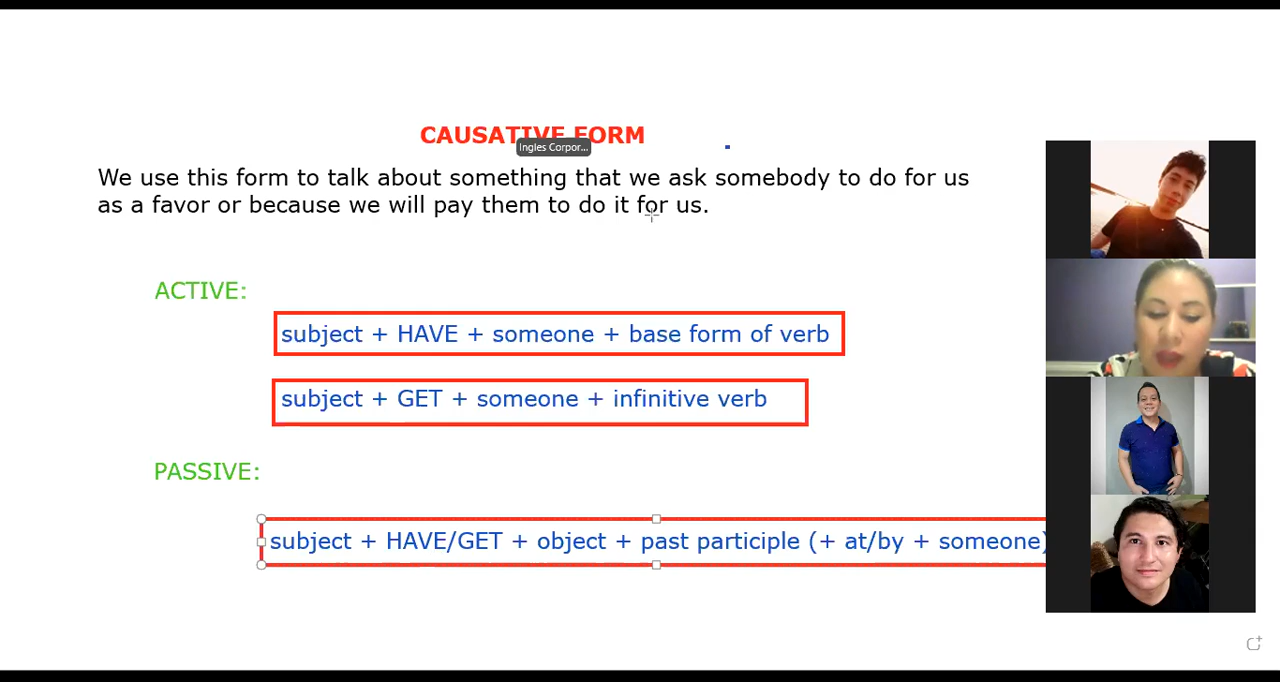 CAUSATIVE FORM
Ingles Corpor...
We use this form to talk about something that we ask somebody to do for us
as a favor or because we will pay them to do it for us.
ACTIVE:
subject + HAVE + someone + base form of verb
subject + GET + someone + infinitive verb
PASSIVE:
subject + HAVE/GET + object + past participle (+ at/by + someone)